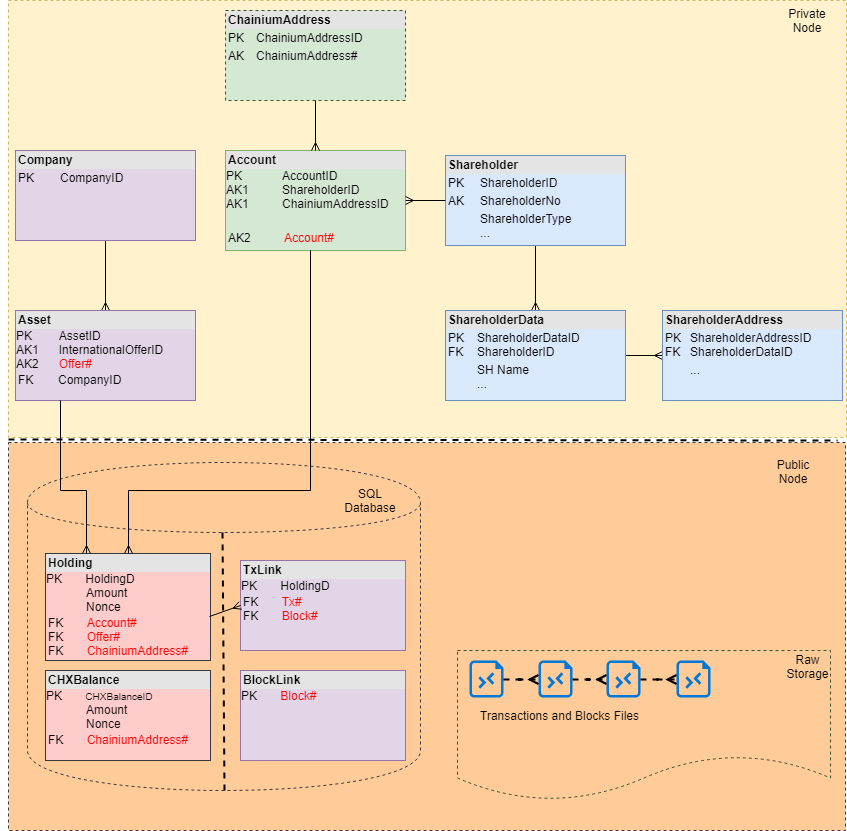 Private
Node
ChainiumAddress
PK ChainiumAddressID
AK ChainiumAddress#
Company
PK CompanyID
Account
PK AccountID
AK1 ShareholderID
AK1 ChainiumAddressID
AK2 Account#
Shareholder
PK ShareholderID
AK ShareholderNo
ShareholderType
...
Asset
PK AssetID
AK1 InternationalOfferID
AK2 Offer#
FK CompanyID
ShareholderData
PK ShareholderDataID
FK ShareholderID
SH Name
...
ShareholderAddress
PK ShareholderAddressID
FK ShareholderDataID
...
Public
Node
SQL
Database
Holding
PK HoldingD
Amount
Nonce
FK Account#
FK Offer#
FK ChainiumAddress#
TxLink
PK HoldingD
FK Tx#
FK Block#
CHXBalance
PK CHXBalanceID
Amount
Nonce
FK ChainiumAddress#
BlockLink
PK Block#
Raw
Storage
Transactions and Blocks Files